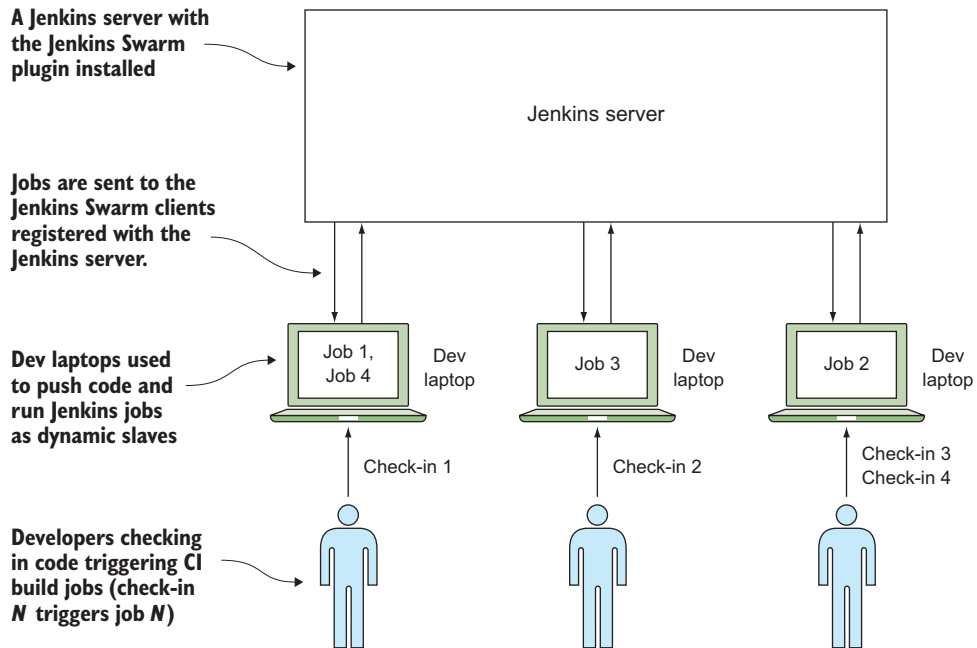 A Jenkins server with
the Jenkins Swarm
plugin installed
Jenkins server
Jobs are sent to the
Jenkins Swarm clients
registered with the
Jenkins server.
Dev laptops used
to push code and
run Jenkins jobs
as dynamic slaves
Job 1,
Job 4
Dev
laptop
Job 3
Dev
laptop
Job 2
Dev
laptop
Check-in 1
Check-in 2
Check-in 3
Check-in 4
Developers checking
in code triggering CI
build jobs (check-in
N triggers job N)